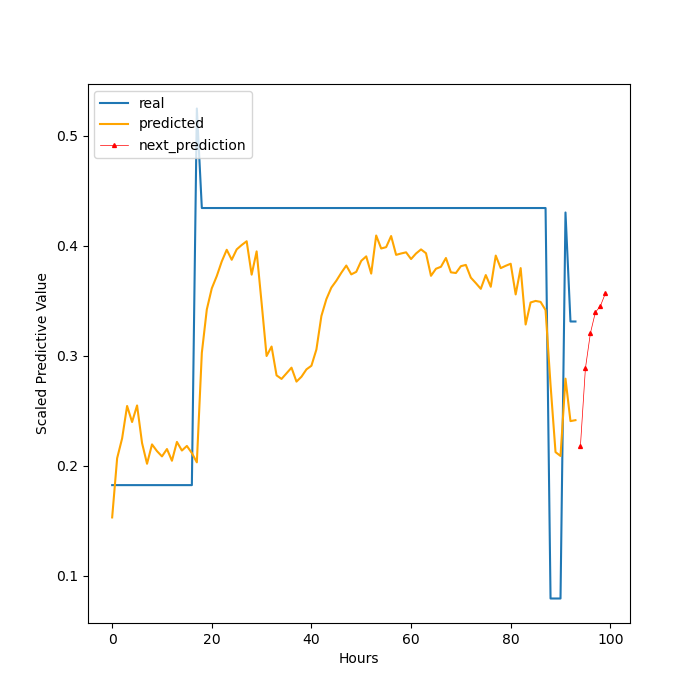 real
predicted
next_prediction
0.5
0.4
0.3
0.2
0.1
Scaled Predictive Value
0 20 40 60 80 100
Hours